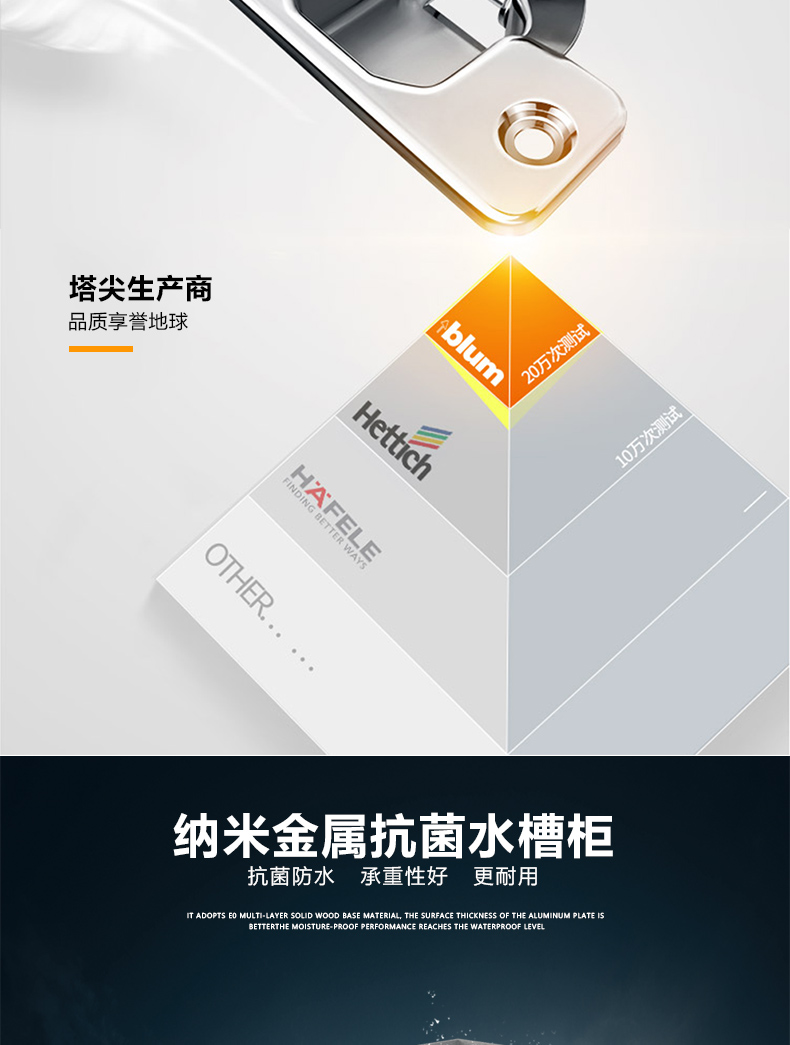 塔尖生产商
品质享誉地球
blum
20万次测试
Hettich
10万次测试
HÄFELE
FINDING BETTER WAYS
OTHER... ...
纳米金属抗菌水槽柜
抗菌防水 承重性好 更耐用
IT ADOPTS E0 MULTI-LAYER SOLID WOOD BASE MATERIAL, THE SURFACE THICKNESS OF THE ALUMINUM PLATE IS
BETTERTHE MOISTURE-PROOF PERFORMANCE REACHES THE WATERPROOF LEVEL